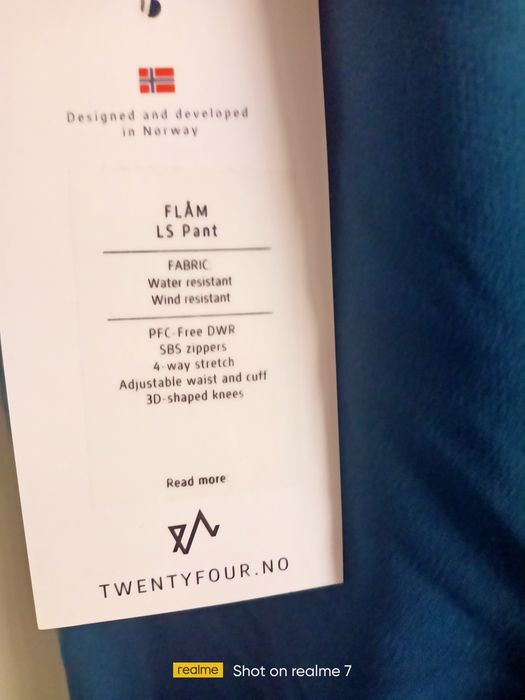 Designed and developed
in Norway
FLÅM
LS Pant
FABRIC
Water resistant
Wind resistant
PFC-Free DWR
SBS zippers
4-way stretch
Adjustable waist and cuff
3D-shaped knees
Read more
TWENTYFOUR.NO
realme Shot on realme 7